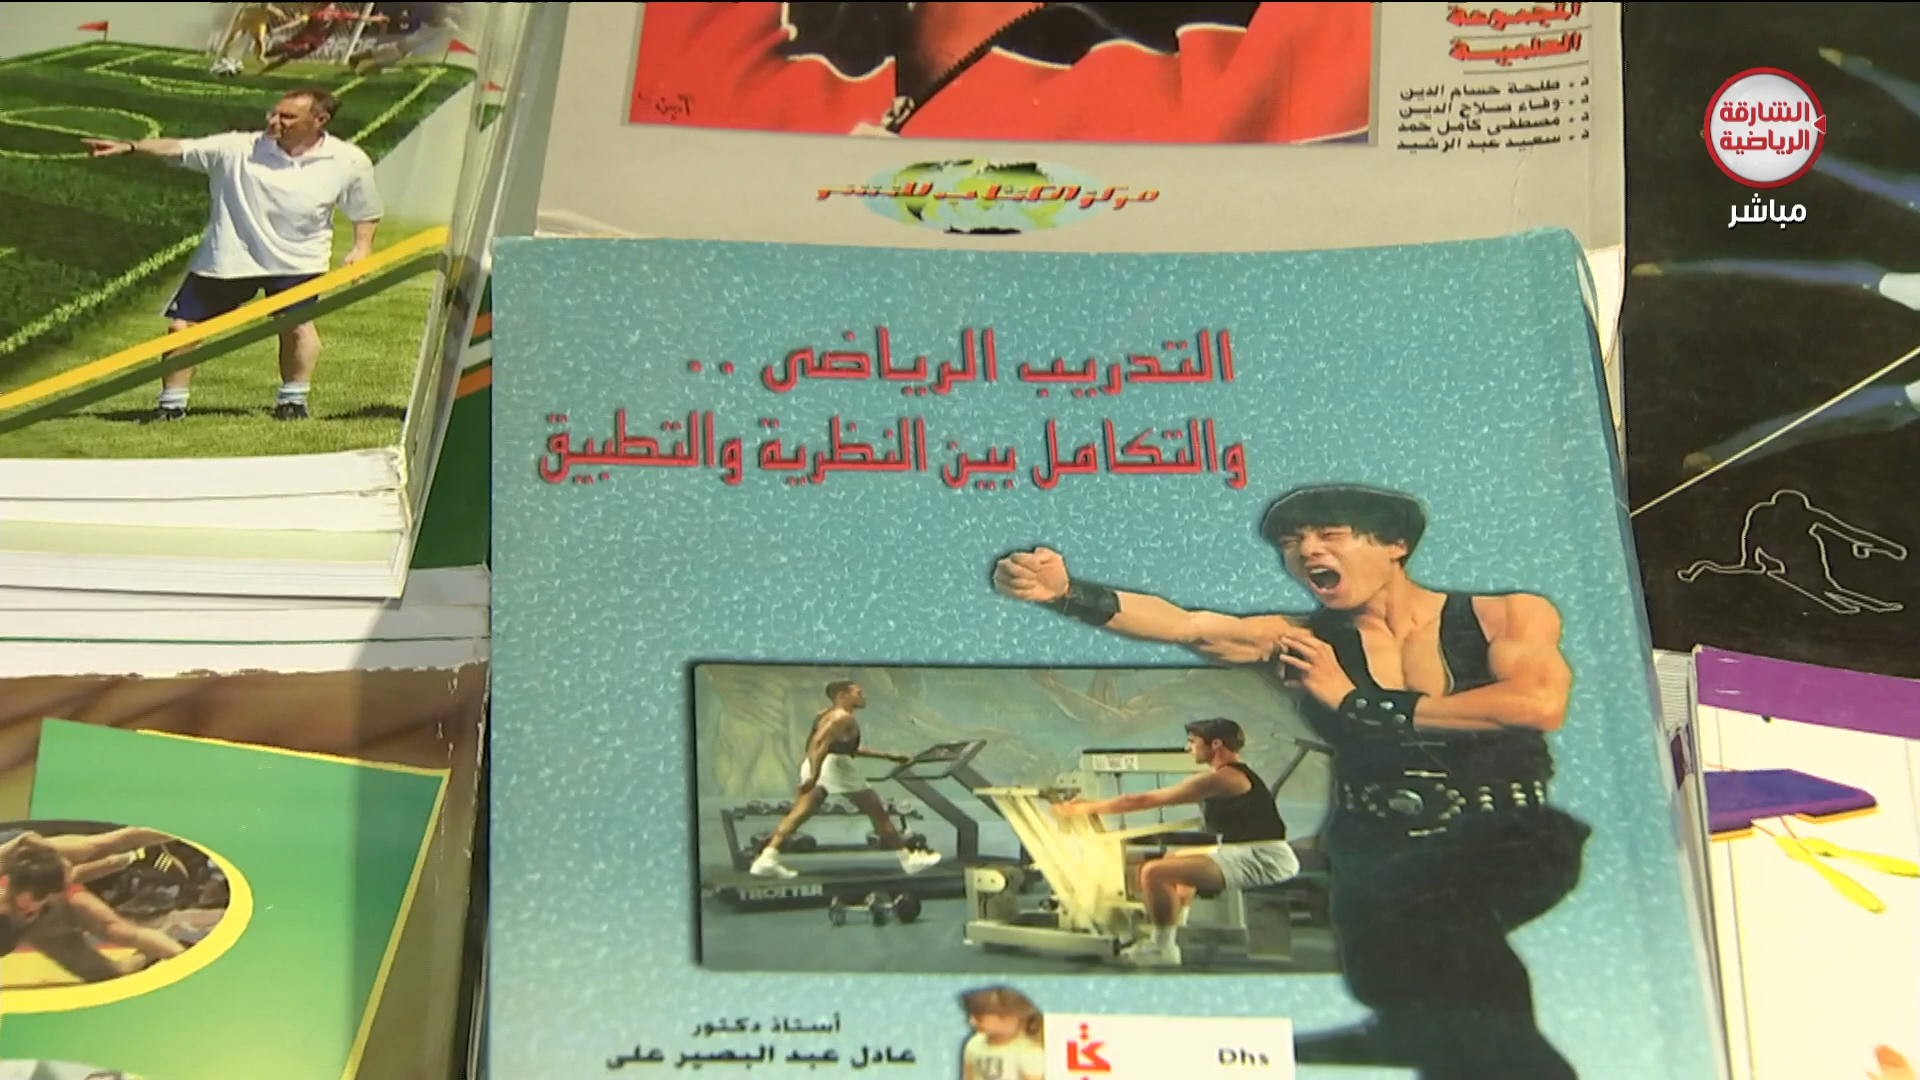 المجموعة
العلمية
د. طلحة حسام الدين
د. وفاء صلاح الدين
د. مصطفى كامل حمد
د. سعيد عبد الرشيد
مركز الكتاب للنشر
الشارقة
الرياضية
مباشر
التدريب الرياضى ..
والتكامل بين النظرية والتطبيق
TROTTER
أستاذ دكتور
عادل عبد البصير على
Dhs